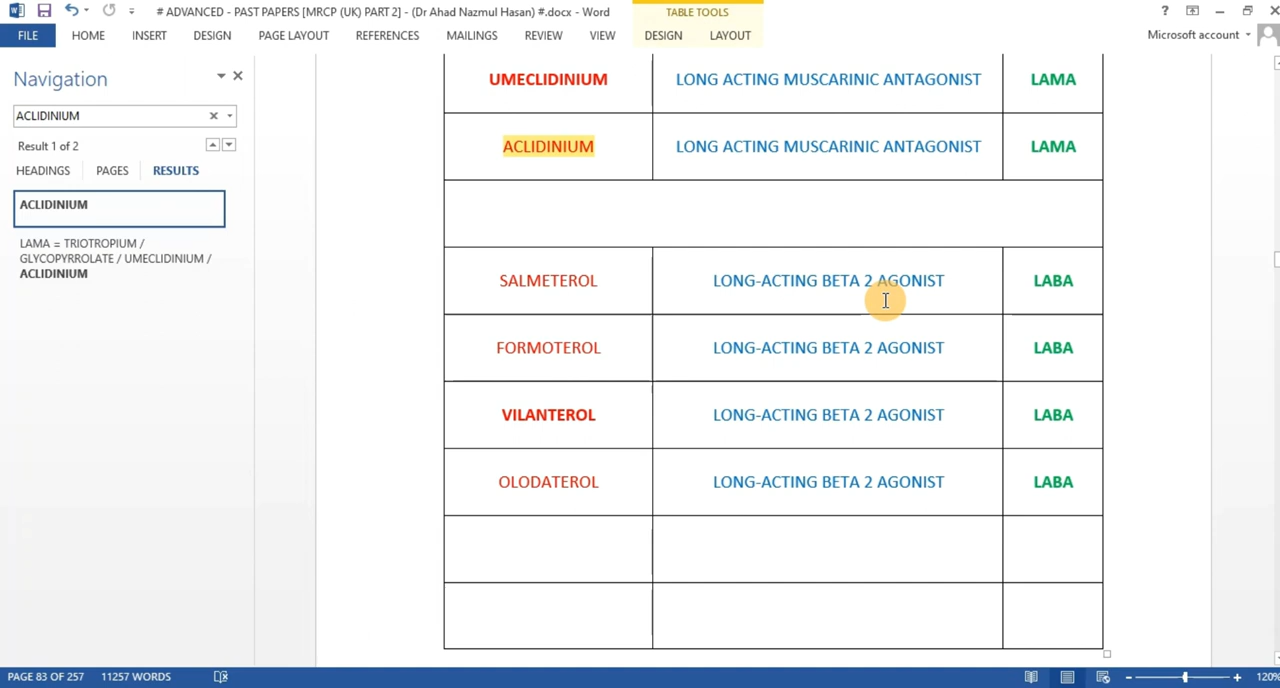 # ADVANCED - PAST PAPERS [MRCP (UK) PART 2] - (Dr Ahad Nazmul Hasan) #.docx - Word
TABLE TOOLS
?
FILE HOME INSERT DESIGN PAGE LAYOUT REFERENCES MAILINGS REVIEW VIEW DESIGN LAYOUT
Microsoft account
Navigation
ACLIDINIUM
Result 1 of 2
HEADINGS PAGES RESULTS
ACLIDINIUM
LAMA = TRIOTROPIUM /
GLYCOPYRROLATE / UMECLIDINIUM /
ACLIDINIUM
UMECLIDINIUM LONG ACTING MUSCARINIC ANTAGONIST LAMA
ACLIDINIUM LONG ACTING MUSCARINIC ANTAGONIST LAMA
SALMETEROL LONG-ACTING BETA 2 AGONIST LABA
FORMOTEROL LONG-ACTING BETA 2 AGONIST LABA
VILANTEROL LONG-ACTING BETA 2 AGONIST LABA
OLODATEROL LONG-ACTING BETA 2 AGONIST LABA
PAGE 83 OF 257 11257 WORDS
120%